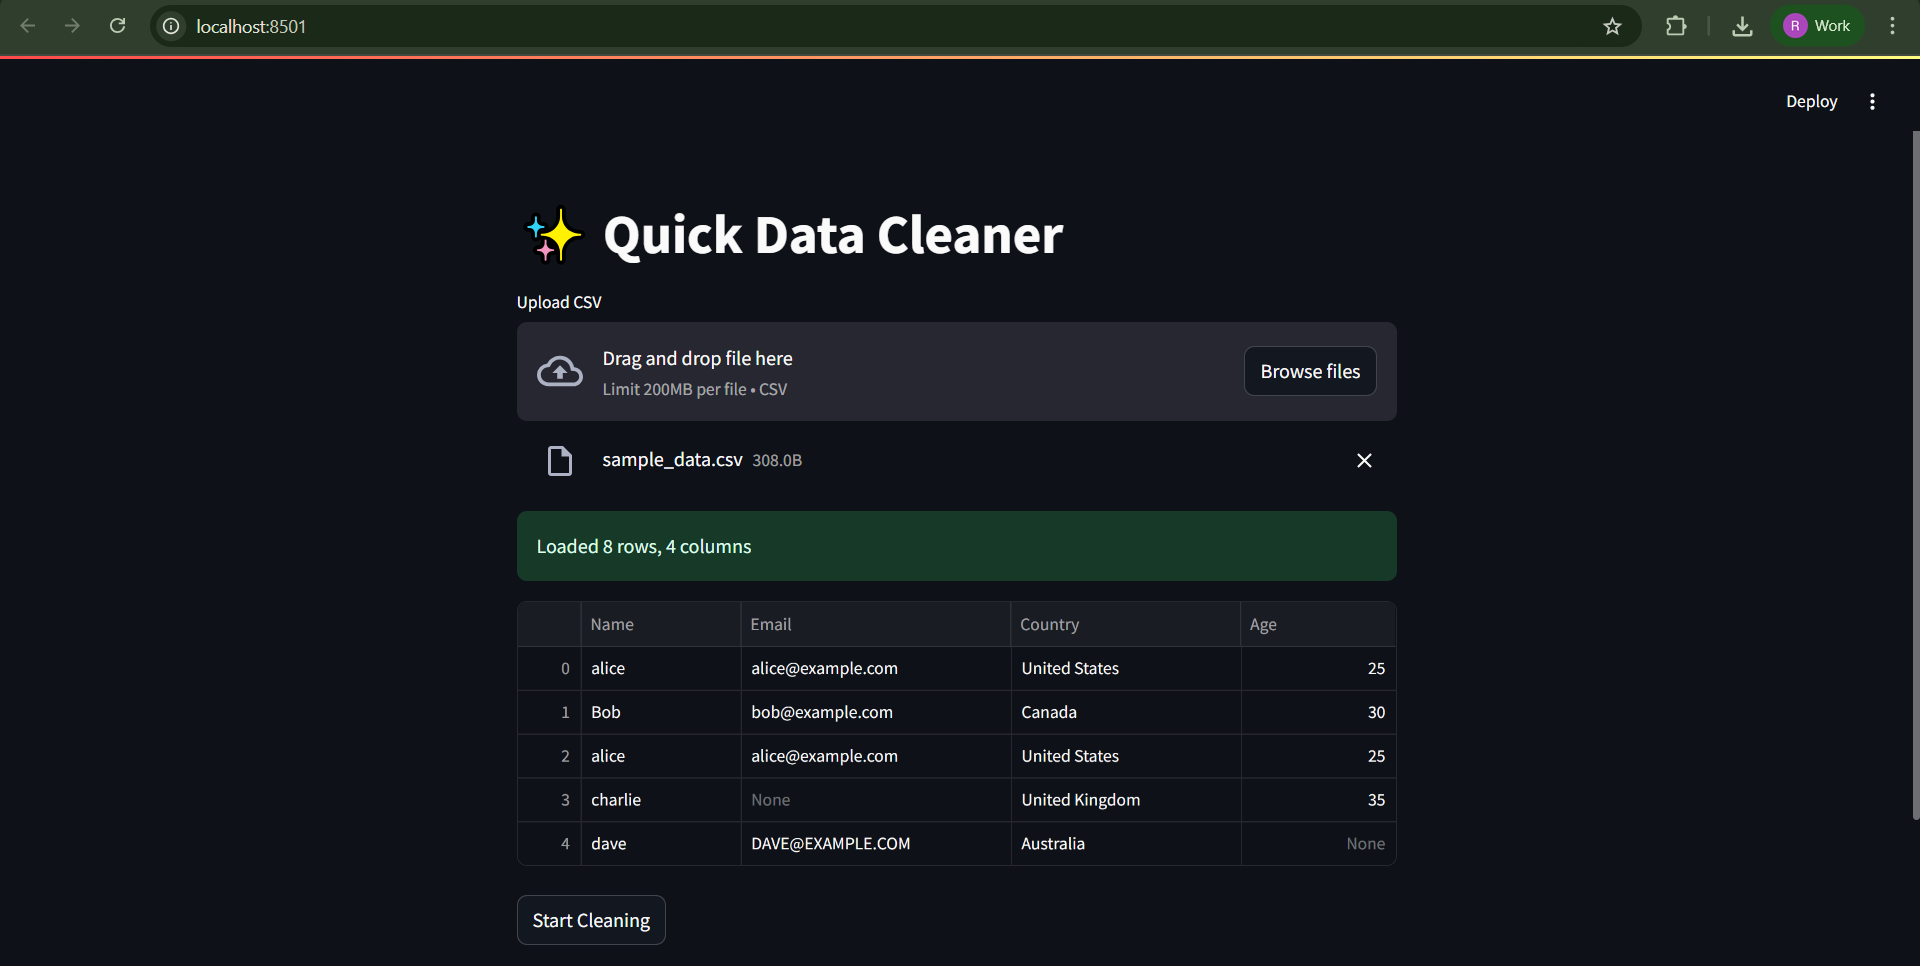 localhost:8501
R Work
Deploy
Quick Data Cleaner
Upload CSV
Drag and drop file here
Limit 200MB per file • CSV
Browse files
sample_data.csv 308.0B
Loaded 8 rows, 4 columns
Name Email Country Age
0 alice alice@example.com United States 25
1 Bob bob@example.com Canada 30
2 alice alice@example.com United States 25
3 charlie None United Kingdom 35
4 dave DAVE@EXAMPLE.COM Australia None
Start Cleaning